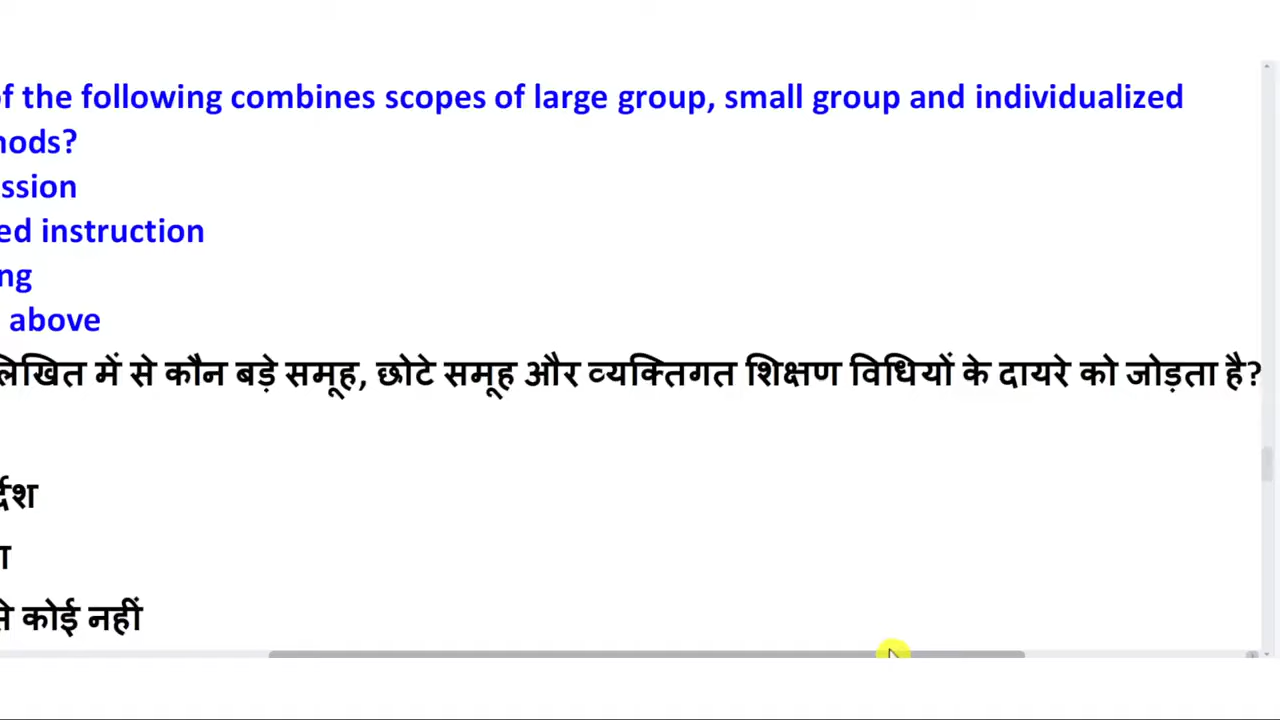 of the following combines scopes of large group, small group and individualized
hods?
ssion
ed instruction
ng
above
लिखित में से कौन बड़े समूह, छोटे समूह और व्यक्तिगत शिक्षण विधियों के दायरे को जोड़ता है?
र्देश
ा
से कोई नहीं